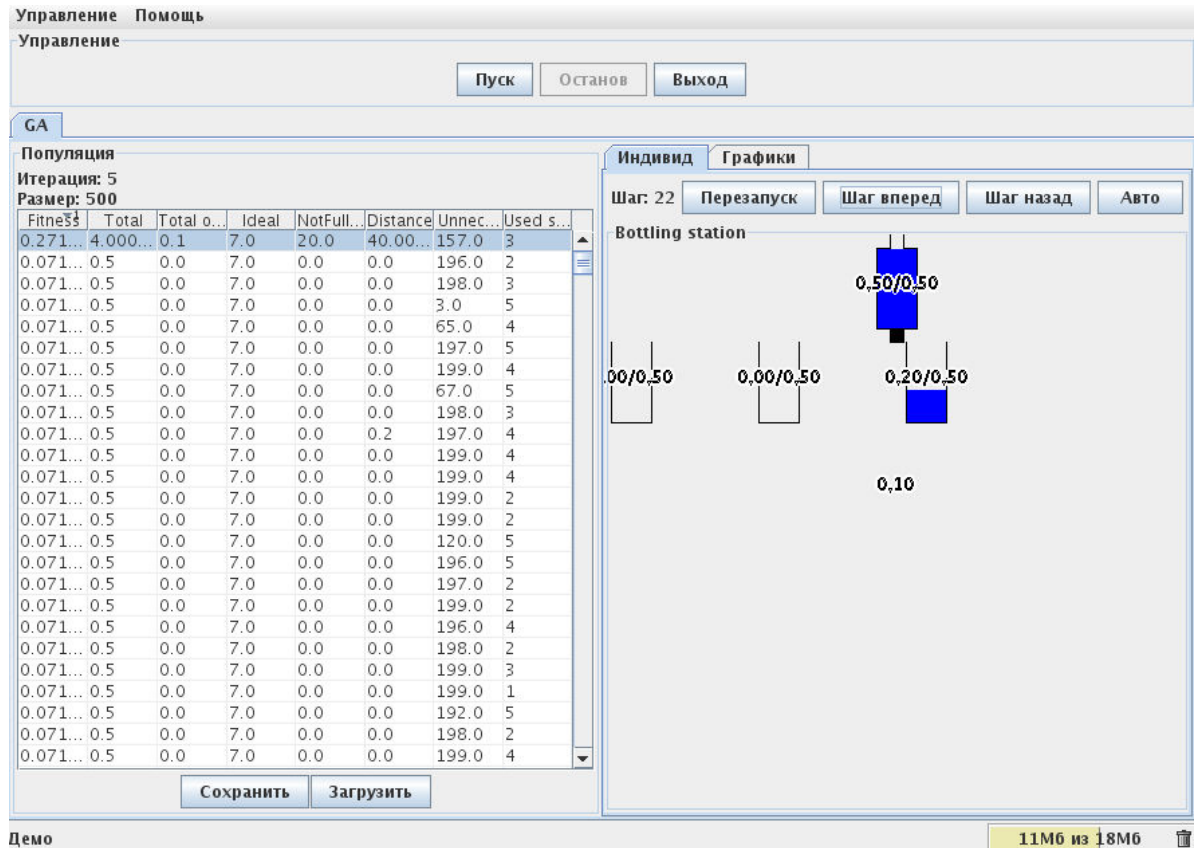 Управление Помощь
Управление
Пуск Останов Выход
GA
Популяция
Итерация: 5
Размер: 500
Fitness 1 Total Total o... Ideal NotFull... Distance Unnec... Used s...
0.271... 4.000... 0.1 7.0 20.0 40.00... 157.0 3
0.071... 0.5 0.0 7.0 0.0 0.0 196.0 2
0.071... 0.5 0.0 7.0 0.0 0.0 198.0 3
0.071... 0.5 0.0 7.0 0.0 0.0 3.0 5
0.071... 0.5 0.0 7.0 0.0 0.0 65.0 4
0.071... 0.5 0.0 7.0 0.0 0.0 197.0 5
0.071... 0.5 0.0 7.0 0.0 0.0 199.0 4
0.071... 0.5 0.0 7.0 0.0 0.0 67.0 5
0.071... 0.5 0.0 7.0 0.0 0.0 198.0 3
0.071... 0.5 0.0 7.0 0.0 0.2 197.0 4
0.071... 0.5 0.0 7.0 0.0 0.0 199.0 4
0.071... 0.5 0.0 7.0 0.0 0.0 199.0 4
0.071... 0.5 0.0 7.0 0.0 0.0 199.0 2
0.071... 0.5 0.0 7.0 0.0 0.0 199.0 2
0.071... 0.5 0.0 7.0 0.0 0.0 120.0 5
0.071... 0.5 0.0 7.0 0.0 0.0 196.0 5
0.071... 0.5 0.0 7.0 0.0 0.0 197.0 2
0.071... 0.5 0.0 7.0 0.0 0.0 199.0 2
0.071... 0.5 0.0 7.0 0.0 0.0 196.0 4
0.071... 0.5 0.0 7.0 0.0 0.0 198.0 2
0.071... 0.5 0.0 7.0 0.0 0.0 199.0 3
0.071... 0.5 0.0 7.0 0.0 0.0 199.0 1
0.071... 0.5 0.0 7.0 0.0 0.0 192.0 5
0.071... 0.5 0.0 7.0 0.0 0.0 198.0 2
0.071... 0.5 0.0 7.0 0.0 0.0 199.0 4
Сохранить Загрузить
Индивид Графики
Шаг: 22 Перезапуск Шаг вперед Шаг назад Авто
Bottling station
0,50/0,50
.00/0,50 0,00/0,50 0,20/0,50
0,10
Демо
11Мб из 18Мб